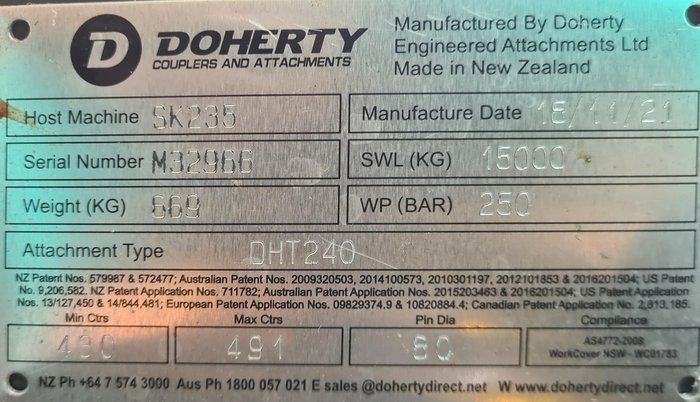 D DOHERTY
COUPLERS AND ATTACHMENTS
Manufactured By Doherty
Engineered Attachments Ltd
Made in New Zealand
Host Machine SK235
Manufacture Date 18/11/21
Serial Number M32966
SWL (KG) 15000
Weight (KG) 669
WP (BAR) 250
Attachment Type DHT240
NZ Patent Nos. 579987 & 572477; Australian Patent Nos. 2009320503, 2014100573, 2010301197, 2012101853 & 2016201504; US Patent
No. 9,206,582. NZ Patent Application Nos. 711782; Australian Patent Application Nos. 2015203463 & 2016201504; US Patent Application
Nos. 13/127,450 & 14/844,481; European Patent Application Nos. 09829374.9 & 10820884.4; Canadian Patent Application No. 2,813,185.
Min Ctrs Max Ctrs Pin Dia Compliance
430 491 80 AS4772-2008
WorkCover NSW - WC01783
NZ Ph +64 7 574 3000 Aus Ph 1800 057 021 E sales @dohertydirect.net W www.dohertydirect.net